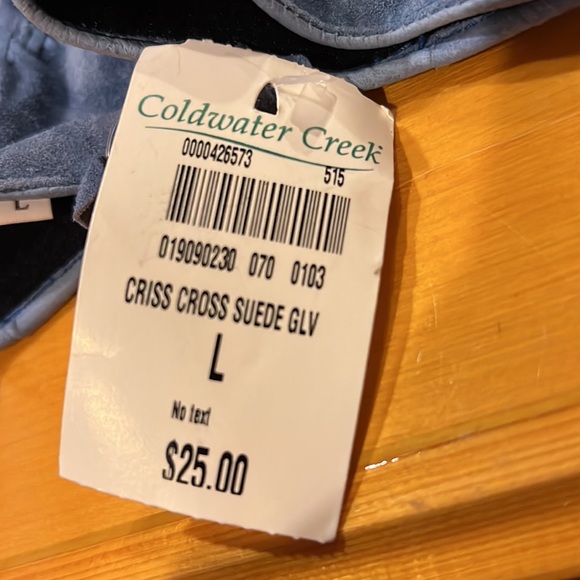 Coldwater Creek
0000426573 515
019090230 070 0103
CRISS CROSS SUEDE GLV
L
No text
$25.00
L